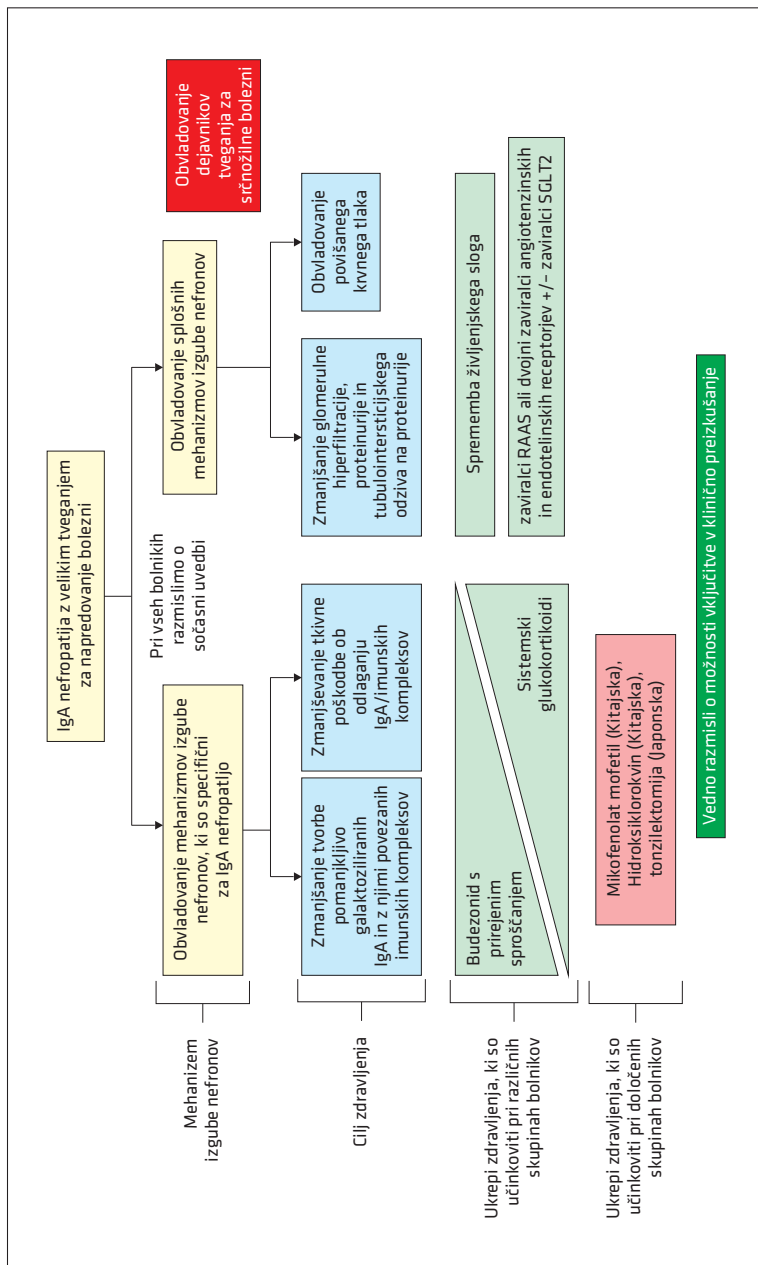 IgA nefropatija z velikim tveganjem
za napredovanje bolezni
Pri vseh bolnikih
razmislimo o
sočasni uvedbi
Mehanizem
izgube nefronov
Obvladovanje mehanizmov izgube
nefronov, ki so specifični
za IgA nefropatljo
Obvladovanje splošnih
mehanizmov izgube nefronov
Obvladovanje
dejavnikov
tveganja za
srčnožilne bolezni
Cilj zdravljenja
Zmanjšanje tvorbe
pomanjkljivo
galaktoziliranih
IgA in z njimi povezanih
imunskih kompleksov
Zmanjševanje tkivne
poškodbe ob
odlaganju
IgA/imunskih
kompleksov
Zmanjšanje glomerulne
hiperfiltracije,
proteinurije in
tubulointersticijskega
odziva na proteinurije
Obvladovanje
povišanega
krvnega tlaka
Ukrepi zdravljenja, ki so
učinkoviti pri različnih
skupinah bolnikov
Budezonid s
prirejenim
sproščanjem
Sistemski
glukokortikoidi
Sprememba življenjskega sloga
zaviralci RAAS ali dvojni zaviralci angiotenzinskih
in endotelinskih receptorjev +/− zaviralci SGLT2
Ukrepi zdravljenja, ki so
učinkoviti pri določenih
skupinah bolnikov
Mikofenolat mofetil (Kitajska),
Hidroksiklorokvin (Kitajska),
tonzilektomija (Japonska)
Vedno razmisli o možnosti vključitve v klinično preizkušanje